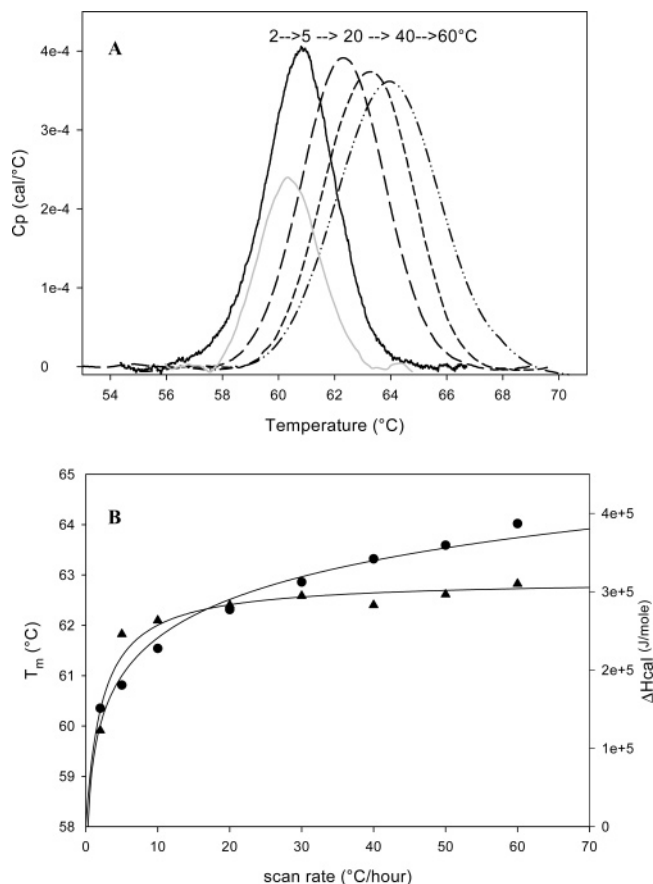 A
2-->5 --> 20 --> 40-->60°C
4e-4
3e-4
2e-4
1e-4
0
Cp (cal/°C)
54 56 58 60 62 64 66 68 70
Temperature (°C)
B
65
64
63
62
61
60
59
58
Tm (°C)
4e+5
3e+5
2e+5
1e+5
0
ΔHcal (J/mole)
0 10 20 30 40 50 60 70
scan rate (°C/hour)